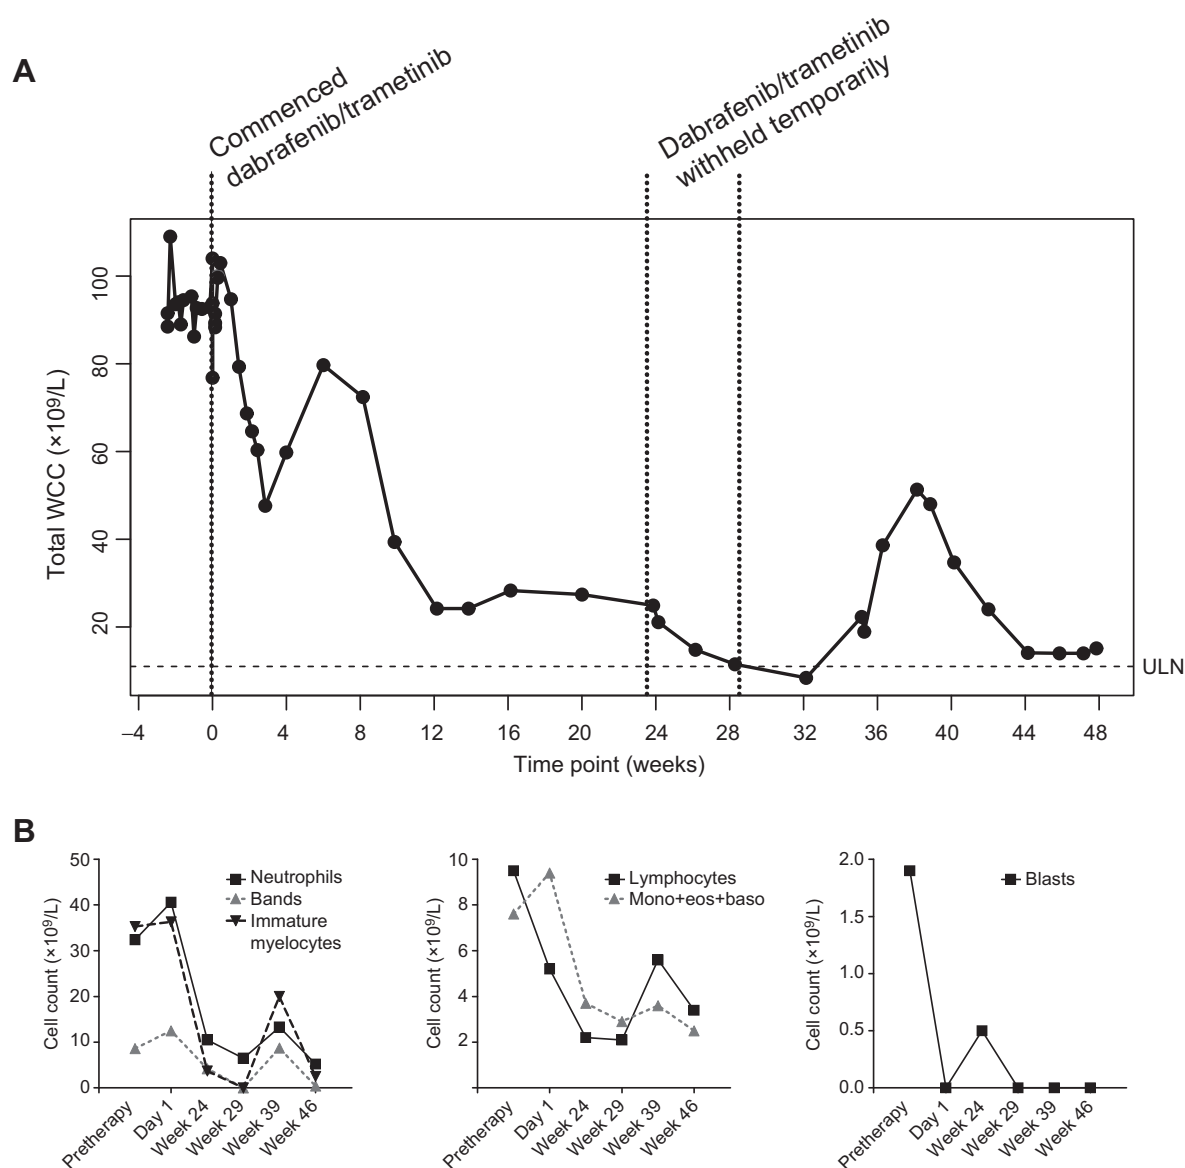 A
Commenced
dabrafenib/trametinib
Dabrafenib/trametinib
withheld temporarily
Total WCC (×10⁹/L)
100
80
60
40
20
ULN
–4 0 4 8 12 16 20 24 28 32 36 40 44 48
Time point (weeks)
B
Cell count (×10⁹/L)
50
40
30
20
10
0
Neutrophils
Bands
Immature
myelocytes
Pretherapy
Day 1
Week 24
Week 29
Week 39
Week 46
Cell count (×10⁹/L)
10
8
6
4
2
Lymphocytes
Mono+eos+baso
Pretherapy
Day 1
Week 24
Week 29
Week 39
Week 46
Cell count (×10⁹/L)
2.0
1.5
1.0
0.5
0.0
Blasts
Pretherapy
Day 1
Week 24
Week 29
Week 39
Week 46